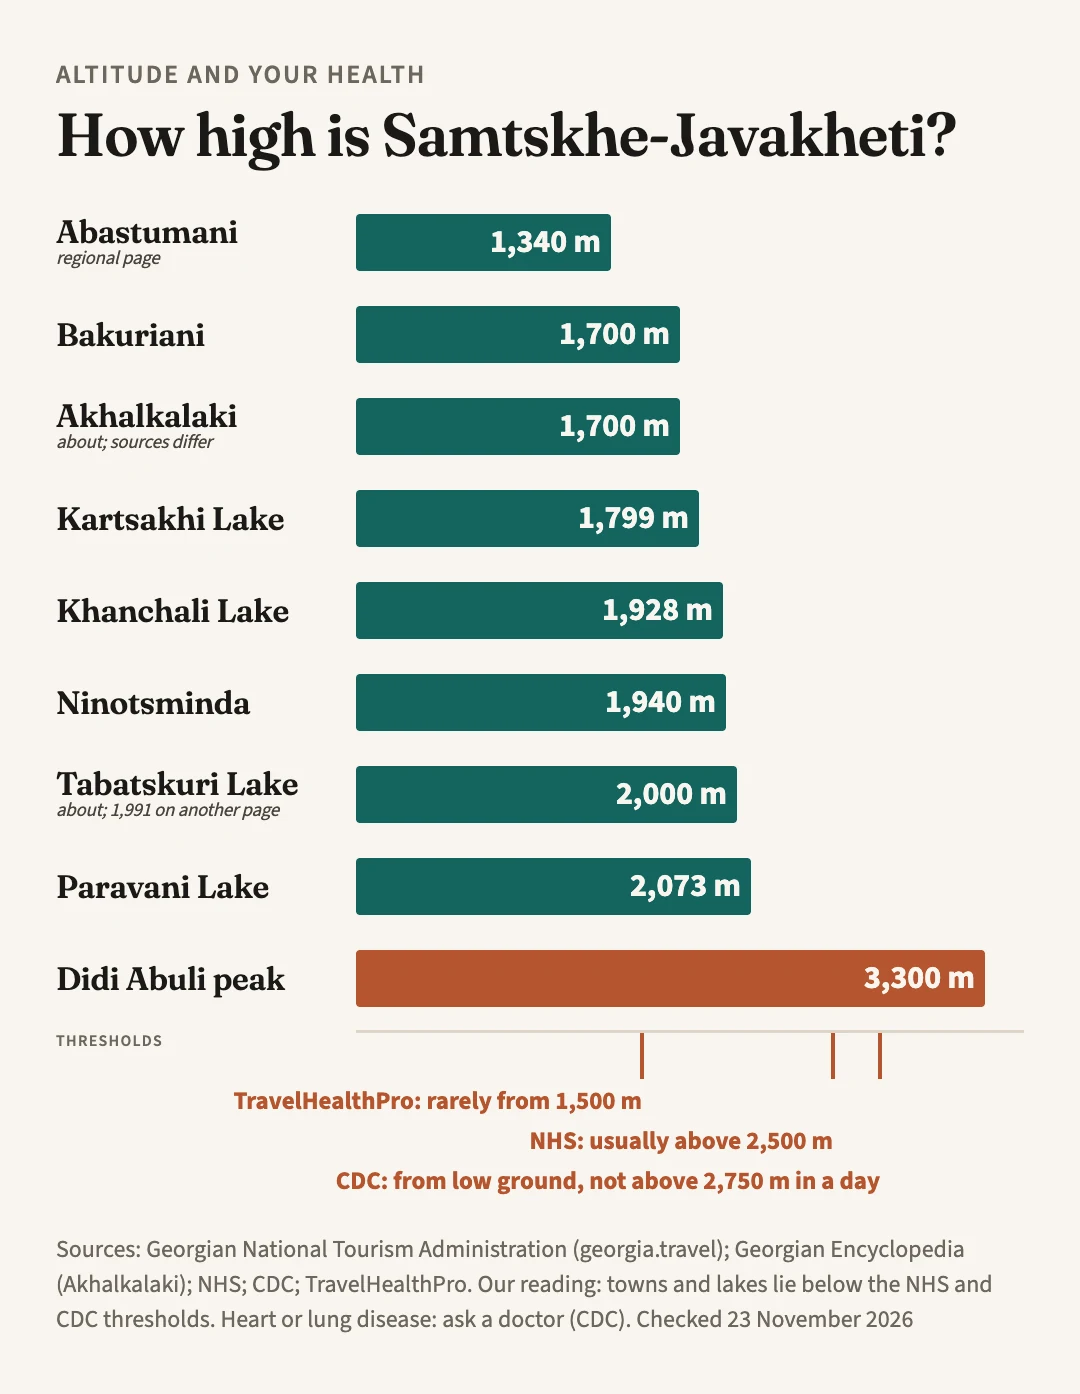 ALTITUDE AND YOUR HEALTH
How high is Samtskhe-Javakheti?
Abastumani
regional page
1,340 m
Bakuriani
1,700 m
Akhalkalaki
about; sources differ
1,700 m
Kartsakhi Lake
1,799 m
Khanchali Lake
1,928 m
Ninotsminda
1,940 m
Tabatskuri Lake
about; 1,991 on another page
2,000 m
Paravani Lake
2,073 m
Didi Abuli peak
3,300 m
THRESHOLDS
TravelHealthPro: rarely from 1,500 m
NHS: usually above 2,500 m
CDC: from low ground, not above 2,750 m in a day
Sources: Georgian National Tourism Administration (georgia.travel); Georgian Encyclopedia
(Akhalkalaki); NHS; CDC; TravelHealthPro. Our reading: towns and lakes lie below the NHS and
CDC thresholds. Heart or lung disease: ask a doctor (CDC). Checked 23 November 2026